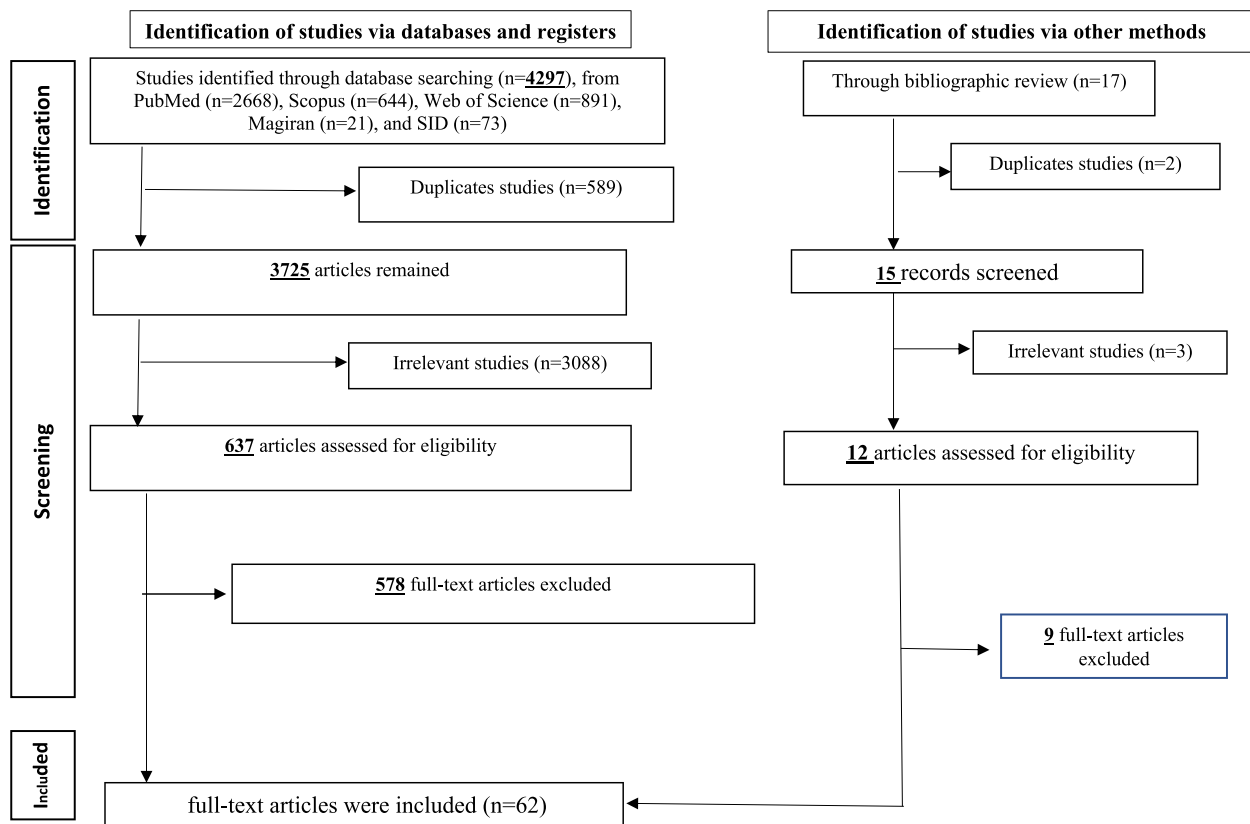 Identification of studies via databases and registers
Identification of studies via other methods
Identification
Studies identified through database searching (n=4297), from
PubMed (n=2668), Scopus (n=644), Web of Science (n=891),
Magiran (n=21), and SID (n=73)
Through bibliographic review (n=17)
Duplicates studies (n=589)
Duplicates studies (n=2)
Screening
3725 articles remained
15 records screened
Irrelevant studies (n=3088)
Irrelevant studies (n=3)
637 articles assessed for eligibility
12 articles assessed for eligibility
578 full-text articles excluded
9 full-text articles
excluded
Included
full-text articles were included (n=62)